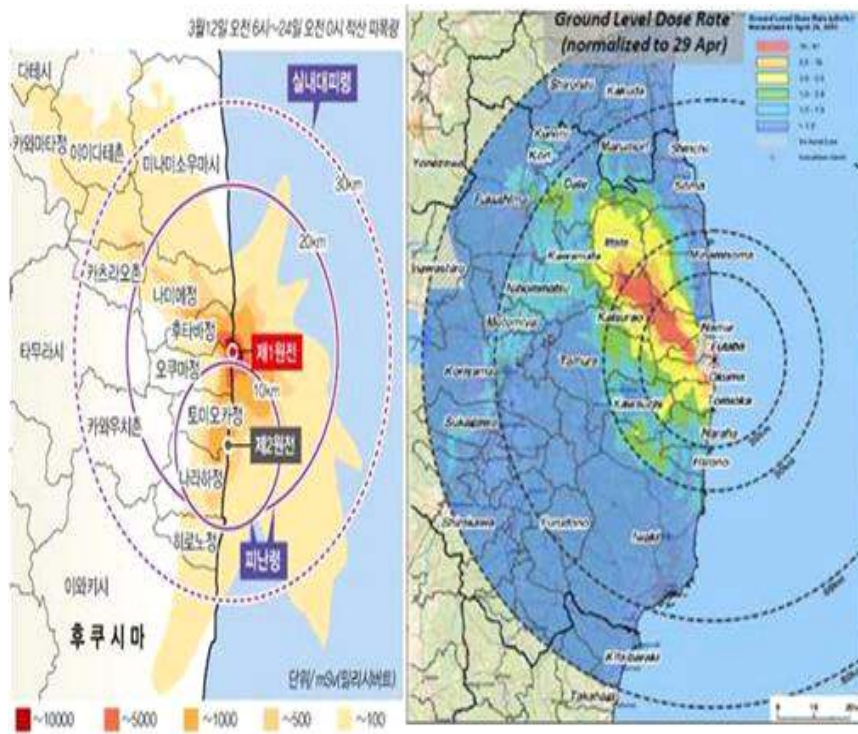 3월12일 오전 6시~24일 오전 0시 적산 피폭량
다테시
실내대피령
카와마타정
이이다테촌
미나미소우마시
30km
20km
카츠라오촌
나미에정
후타바정
제1원전
타무라시
오쿠마정
10km
토미오카정
카와우치촌
제2원전
나라하정
히로노정
피난령
이와키시
후쿠시마
단위/ mSv(밀리시버트)
~10000
~5000
~1000
~500
~100
Ground Level Dose Rate
(normalized to 29 Apr)
Ground Level Dose Rate
Kakuda
Marumori
Shinchi
Kori
Date
Soma
Fukushima
Iitate
Kawamata
Minamisoma
Nihonmatsu
Katsurao
Namie
Motomiya
Futaba
Tamura
Okuma
Koriyama
Tomioka
Kawauchi
Naraha
Hirono
Iwaki
Kitaibaraki
Takahagi